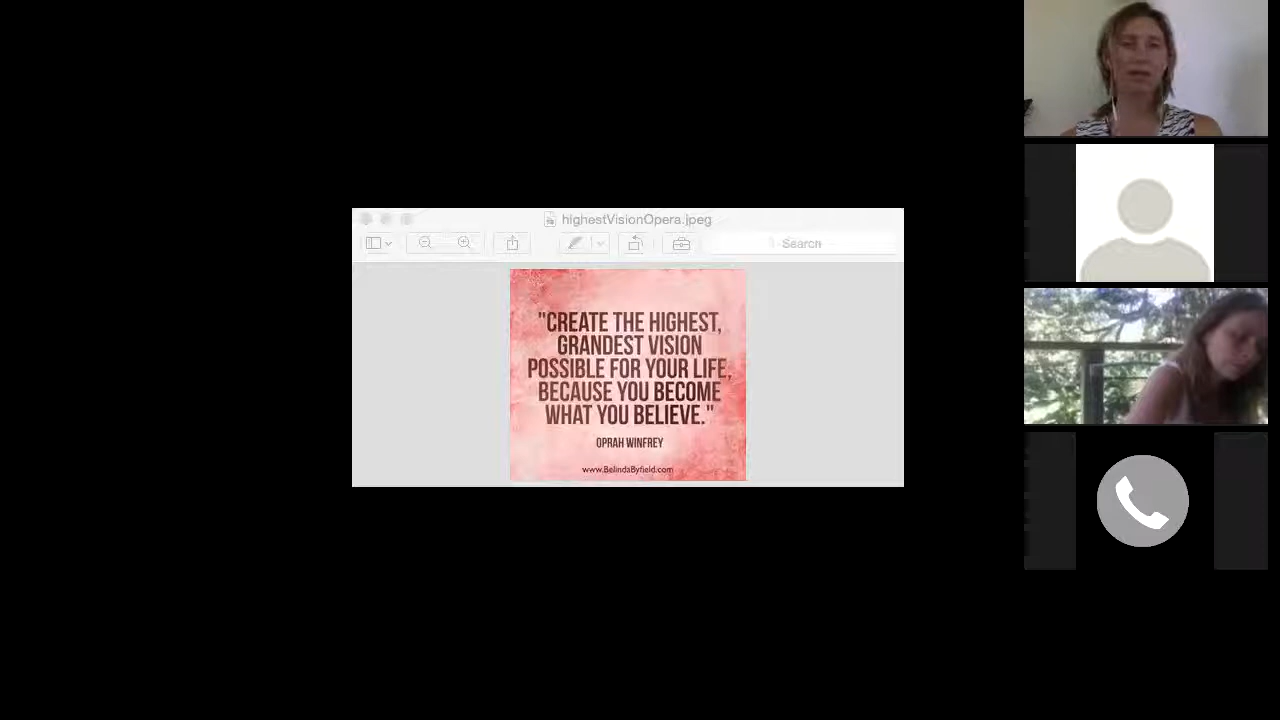 highestVisionOpera.jpeg
Search
"CREATE THE HIGHEST,
GRANDEST VISION
POSSIBLE FOR YOUR LIFE,
BECAUSE YOU BECOME
WHAT YOU BELIEVE."
OPRAH WINFREY
www.BelindaByfield.com